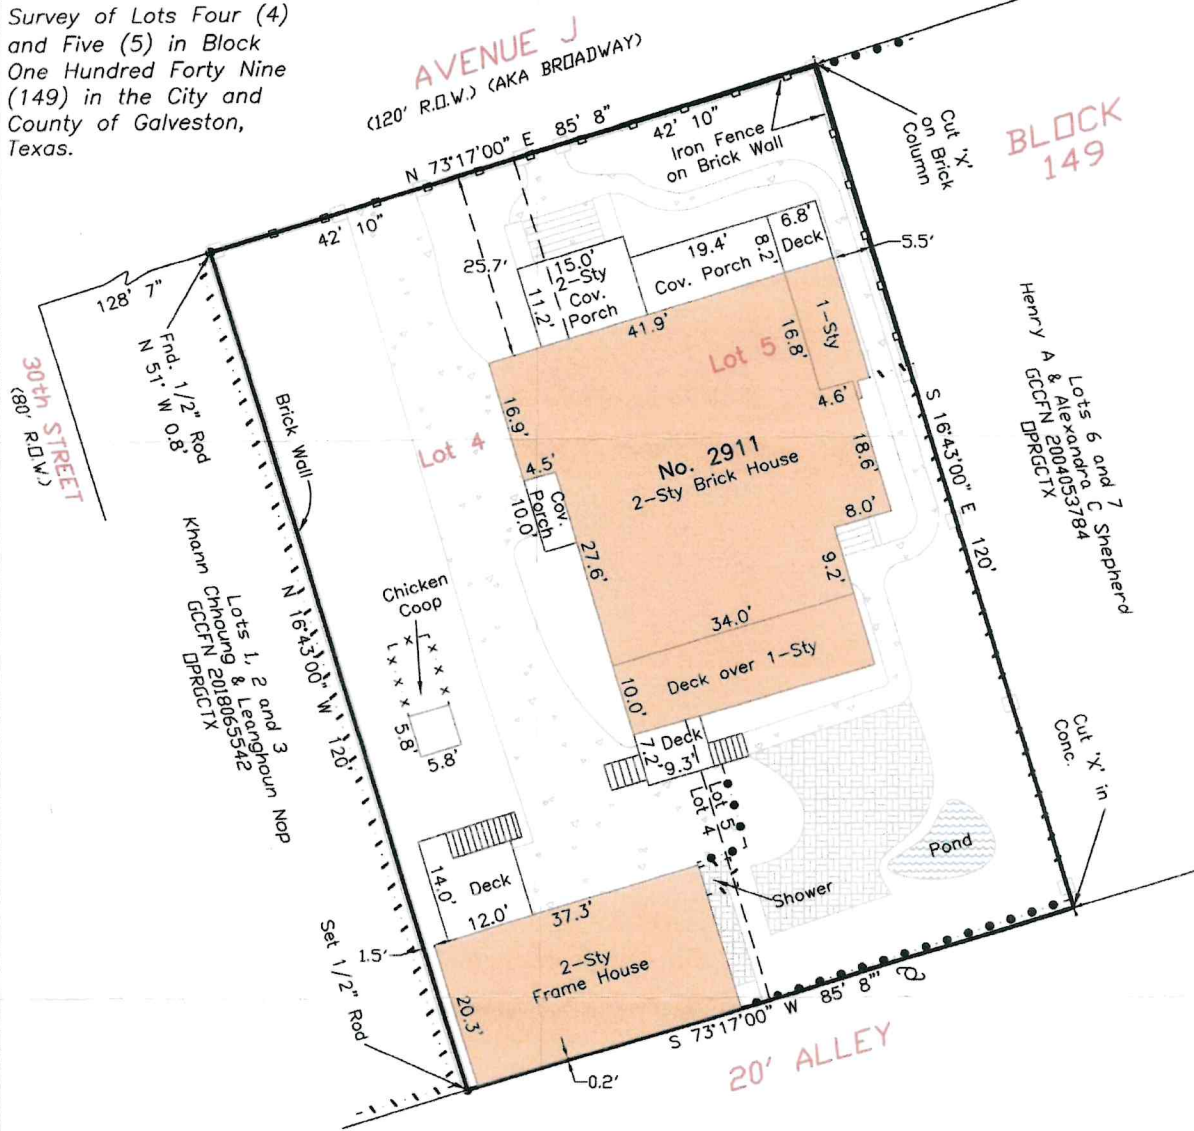 Survey of Lots Four (4)
and Five (5) in Block
One Hundred Forty Nine
(149) in the City and
County of Galveston,
Texas.
AVENUE J
(120' R.O.W.) (AKA BROADWAY)
N 73°17'00" E 85' 8"
42' 10"
42' 10"
Iron Fence
on Brick Wall
Cut 'X'
on Brick
Column
BLOCK
149
128' 7"
30th STREET
(80' R.O.W.)
Fnd. 1/2" Rod
N 51° W 0.8'
Brick Wall
25.7'
15.0'
2-Sty
Cov.
Porch
11.2'
19.4'
Cov. Porch
8.2'
6.8'
Deck
5.5'
41.9'
Lot 5
1-Sty
16.8'
4.6'
Lot 4
16.9'
4.5'
Cov.
Porch
10.0'
No. 2911
2-Sty Brick House
18.6'
8.0'
9.2'
27.6'
34.0'
Deck over 1-Sty
10.0'
S 16°43'00" E 120'
Lots 6 and 7
Henry A & Alexandra C Shepherd
GCCFN 2004053784
OPRGCTX
N 16°43'00" W 120'
Lots 1, 2 and 3
Khann Chhoung & Leanghoun Nop
GCCFN 2018065542
OPRGCTX
Chicken
Coop
x
x
x
x
x
x
x
x
5.8'
5.8'
Deck
7.2'
9.3'
Lot 5
Lot 4
Pond
Shower
Cut 'X' in
Conc.
14.0'
Deck
12.0'
37.3'
1.5'
2-Sty
Frame House
20.3'
Set 1/2" Rod
0.2'
S 73°17'00" W 85' 8"'
20' ALLEY